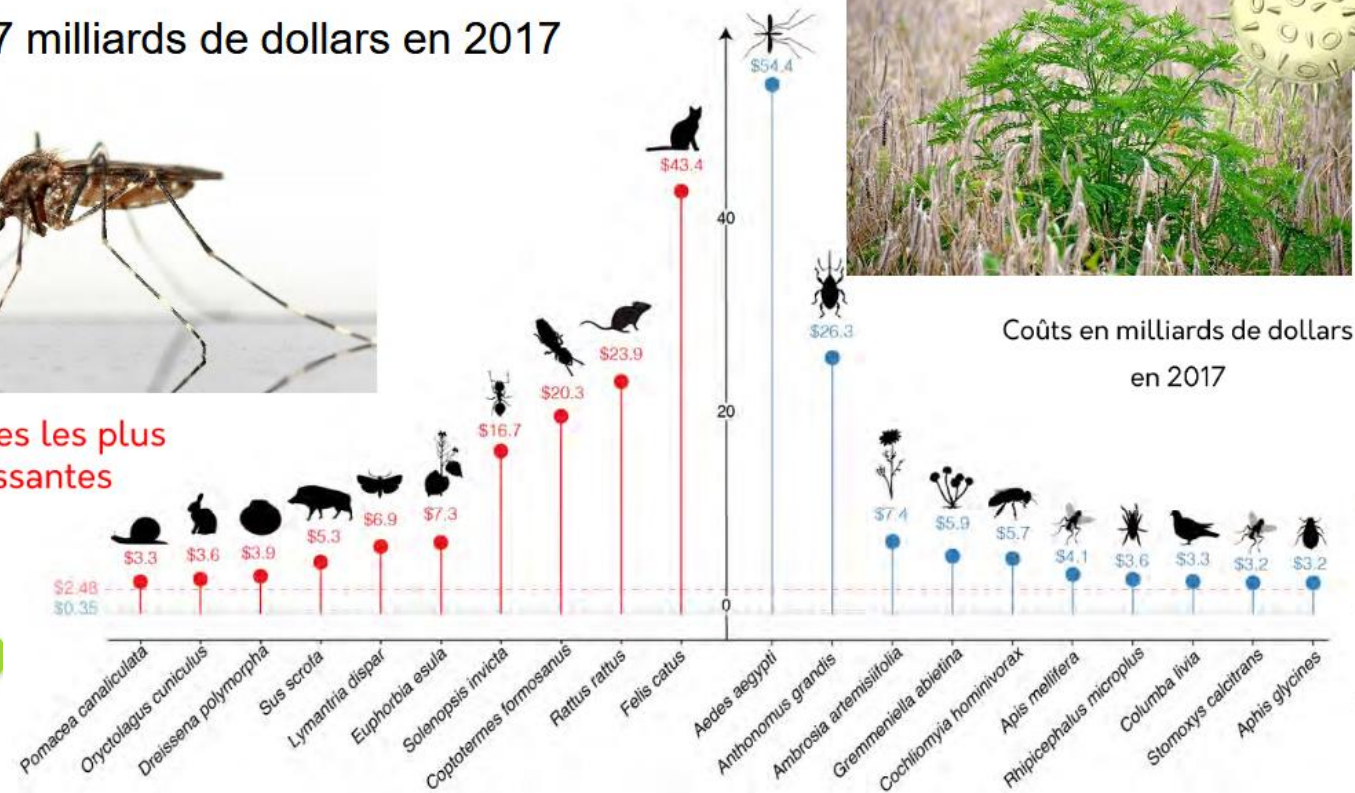 7 milliards de dollars en 2017
$54.4
$43.4
40
$26.3
Coûts en milliards de dollars
en 2017
$23.9
$20.3
20
$16.7
les plus
$7.4
$7.3
$6.9
$5.9
$5.7
$5.3
$4.1
$3.9
$3.6
$3.3
$3.6
$3.3
$3.2
$3.2
$2.48
$0.35
0
Pomacea canaliculata
Oryctolagus cuniculus
Dreissena polymorpha
Sus scrofa
Lymantria dispar
Euphorbia esula
Solenopsis invicta
Coptotermes formosanus
Rattus rattus
Felis catus
Aedes aegypti
Anthonomus grandis
Ambrosia artemisiifolia
Gremmeniella abietina
Cochliomyia hominivorax
Apis mellifera
Rhipicephalus microplus
Columba livia
Stomoxys calcitrans
Aphis glycines